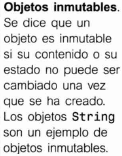 Objetos inmutables.
Se dice que un
objeto es inmutable
si su contenido o su
estado no puede ser
cambiado una vez
que se ha creado.
Los objetos String
son un ejemplo de
objetos inmutables.